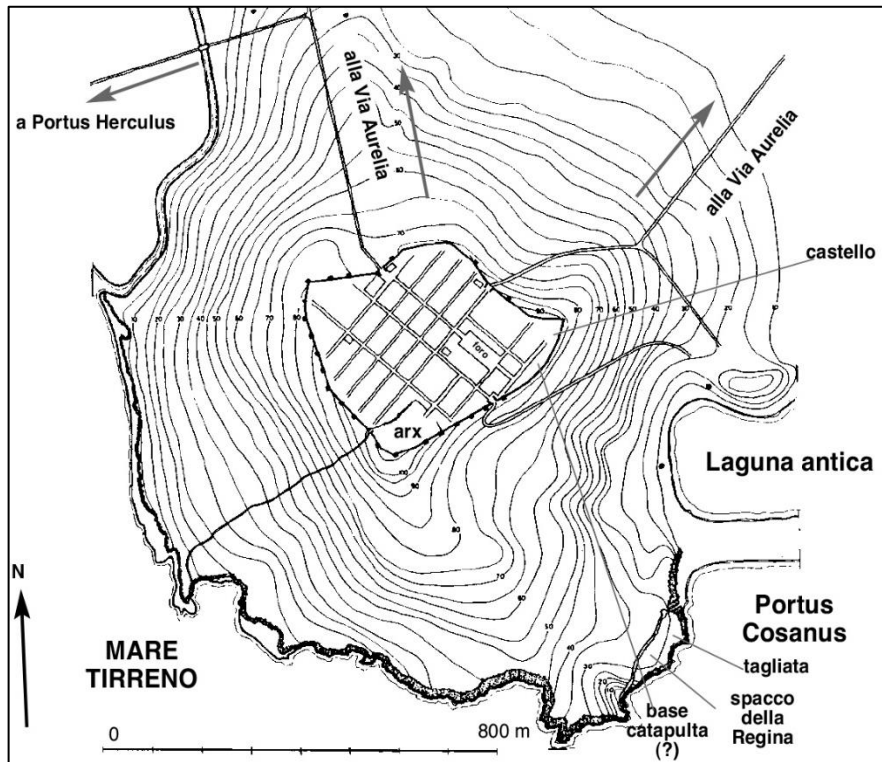 a Portus Herculus
alla Via Aurelia
alla Via Aurelia
castello
foro
arx
Laguna antica
N
MARE
TIRRENO
Portus
Cosanus
tagliata
spacco
della
Regina
base
catapulta
(?)
0
800 m